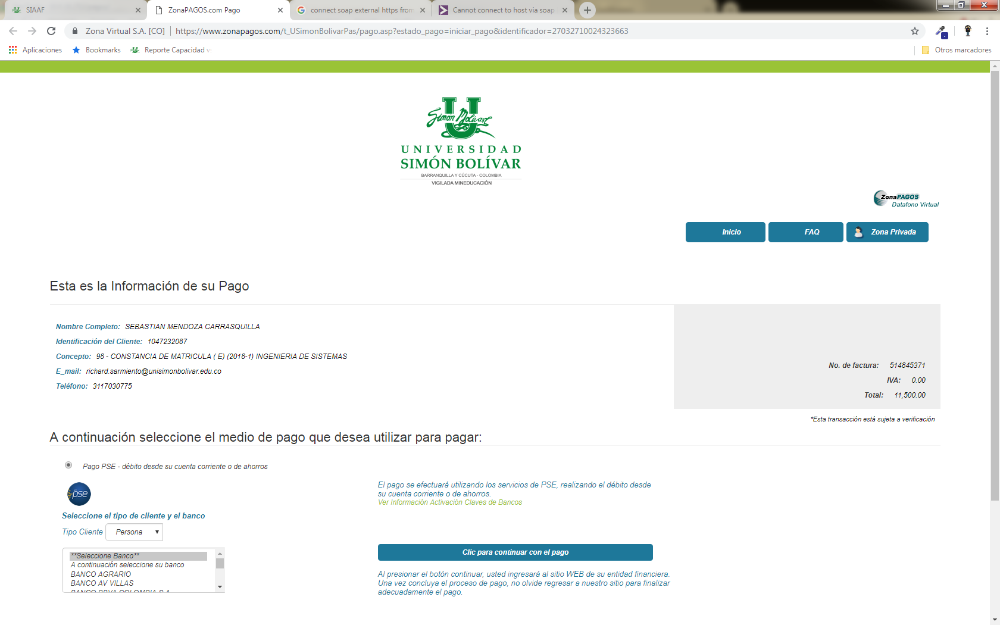 SIAAF
ZonaPAGOS.com Pago
connect soap external https from
Cannot connect to host via soap
Zona Virtual S.A. [CO]
https://www.zonapagos.com/t_USimonBolivarPas/pago.asp?estado_pago=iniciar_pago&identificador=27032710024323663
Aplicaciones
Bookmarks
Reporte Capacidad vs
Otros marcadores
Simón Bolívar
U
UNIVERSIDAD
SIMÓN BOLÍVAR
BARRANQUILLA Y CÚCUTA - COLOMBIA
VIGILADA MINEDUCACIÓN
ZonaPAGOS
Datafono Virtual
Inicio
FAQ
Zona Privada
Esta es la Información de su Pago
Nombre Completo: SEBASTIAN MENDOZA CARRASQUILLA
Identificación del Cliente: 1047232087
Concepto: 98 - CONSTANCIA DE MATRICULA ( E) (2018-1) INGENIERIA DE SISTEMAS
E_mail: richard.sarmiento@unisimonbolivar.edu.co
Teléfono: 3117030775
No. de factura: 514845371
IVA: 0.00
Total: 11,500.00
*Esta transacción está sujeta a verificación
A continuación seleccione el medio de pago que desea utilizar para pagar:
Pago PSE - débito desde su cuenta corriente o de ahorros
pse
Seleccione el tipo de cliente y el banco
Tipo Cliente Persona
**Seleccione Banco**
A continuación seleccione su banco
BANCO AGRARIO
BANCO AV VILLAS
BANCO BBVA COLOMBIA S.A.
El pago se efectuará utilizando los servicios de PSE, realizando el débito desde
su cuenta corriente o de ahorros.
Ver Información Activación Claves de Bancos
Clic para continuar con el pago
Al presionar el botón continuar, usted ingresará al sitio WEB de su entidad financiera.
Una vez concluya el proceso de pago, no olvide regresar a nuestro sitio para finalizar
adecuadamente el pago.